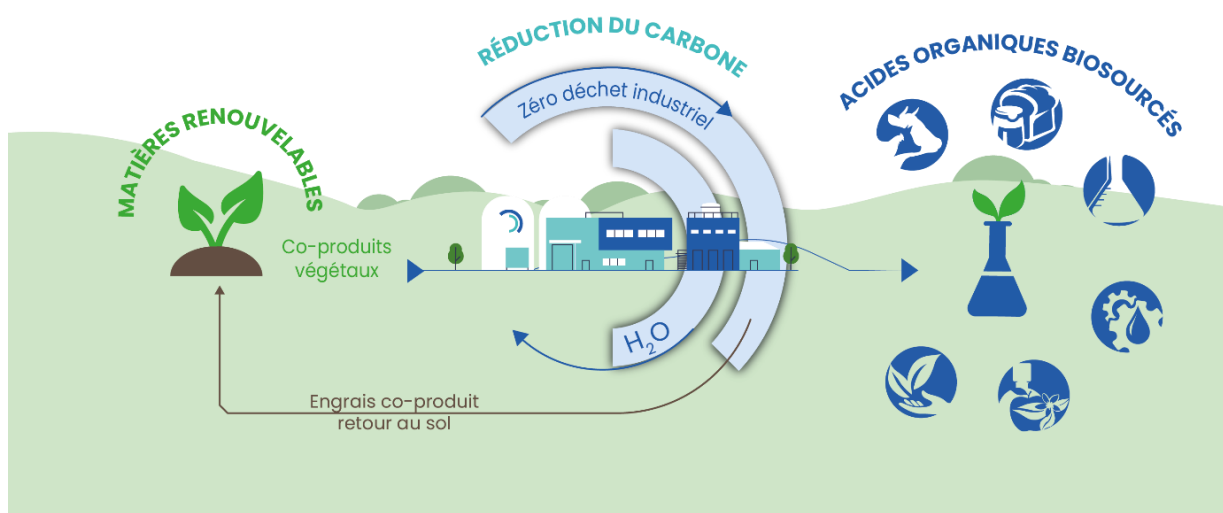 MATIÈRES RENOUVELABLES
Co-produits
végétaux
RÉDUCTION DU CARBONE
Zéro déchet industriel
H₂O
Engrais co-produit
retour au sol
ACIDES ORGANIQUES BIOSOURCÉS